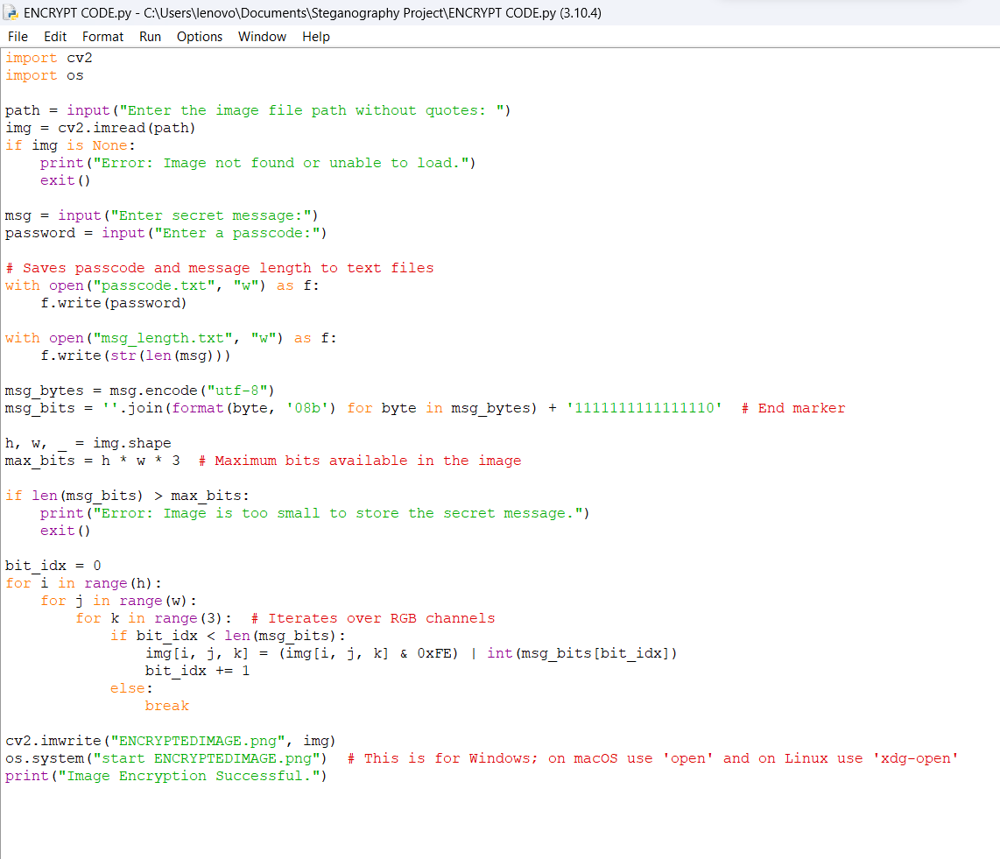 ENCRYPT CODE.py - C:\Users\lenovo\Documents\Steganography Project\ENCRYPT CODE.py (3.10.4)
File Edit Format Run Options Window Help
import cv2
import os

path = input("Enter the image file path without quotes: ")
img = cv2.imread(path)
if img is None:
    print("Error: Image not found or unable to load.")
    exit()

msg = input("Enter secret message:")
password = input("Enter a passcode:")

# Saves passcode and message length to text files
with open("passcode.txt", "w") as f:
    f.write(password)

with open("msg_length.txt", "w") as f:
    f.write(str(len(msg)))

msg_bytes = msg.encode("utf-8")
msg_bits = ''.join(format(byte, '08b') for byte in msg_bytes) + '1111111111111110'  # End marker

h, w, _ = img.shape
max_bits = h * w * 3  # Maximum bits available in the image

if len(msg_bits) > max_bits:
    print("Error: Image is too small to store the secret message.")
    exit()

bit_idx = 0
for i in range(h):
    for j in range(w):
        for k in range(3):  # Iterates over RGB channels
            if bit_idx < len(msg_bits):
                img[i, j, k] = (img[i, j, k] & 0xFE) | int(msg_bits[bit_idx])
                bit_idx += 1
            else:
                break

cv2.imwrite("ENCRYPTEDIMAGE.png", img)
os.system("start ENCRYPTEDIMAGE.png")  # This is for Windows; on macOS use 'open' and on Linux use 'xdg-open'
print("Image Encryption Successful.")